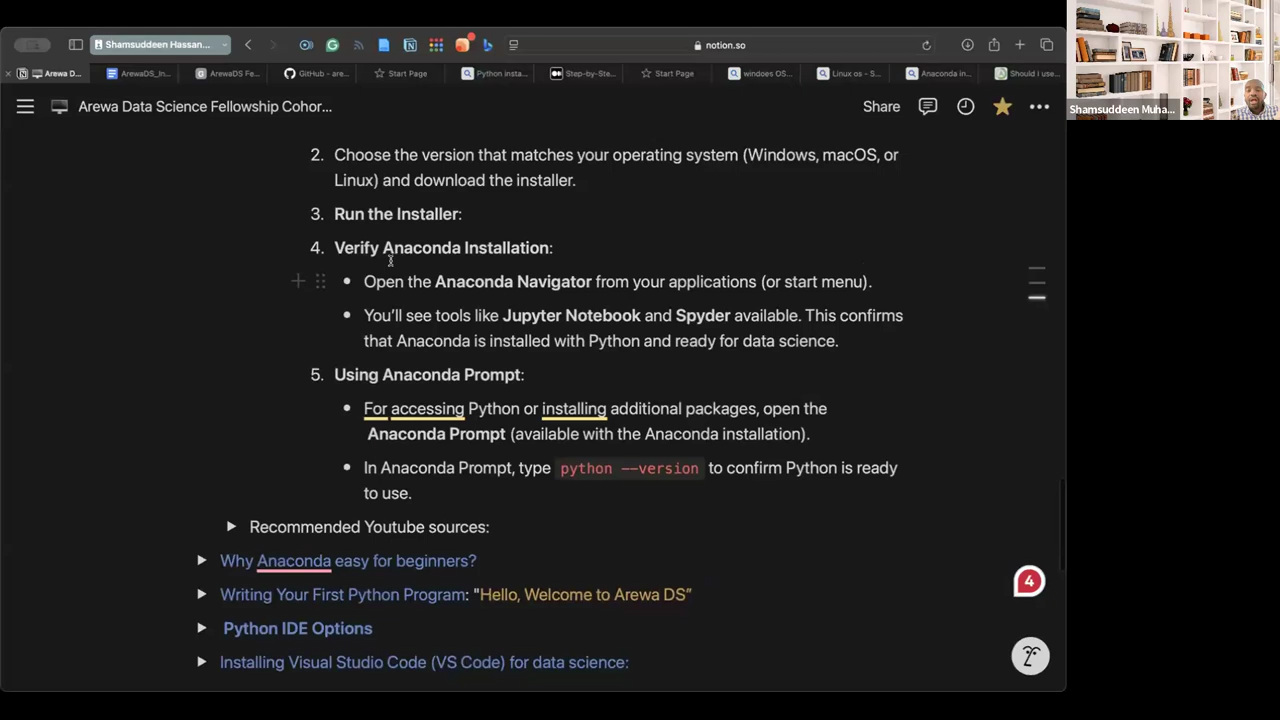 Shamsuddeen Hassan...
notion.so
Arewa D...
ArewaDS_In...
ArewaDS Fe...
GitHub - are...
Start Page
Python insta...
Step-by-Ste...
Start Page
windoes OS...
Linux os - S...
Anaconda in...
Should I use...
Shamsuddeen Muha...
Arewa Data Science Fellowship Cohor...
Share
2. Choose the version that matches your operating system (Windows, macOS, or
Linux) and download the installer.
3. Run the Installer:
4. Verify Anaconda Installation:
• Open the Anaconda Navigator from your applications (or start menu).
• You'll see tools like Jupyter Notebook and Spyder available. This confirms
that Anaconda is installed with Python and ready for data science.
5. Using Anaconda Prompt:
• For accessing Python or installing additional packages, open the
Anaconda Prompt (available with the Anaconda installation).
• In Anaconda Prompt, type python --version to confirm Python is ready
to use.
Recommended Youtube sources:
Why Anaconda easy for beginners?
4
Writing Your First Python Program: "Hello, Welcome to Arewa DS"
Python IDE Options
Installing Visual Studio Code (VS Code) for data science: